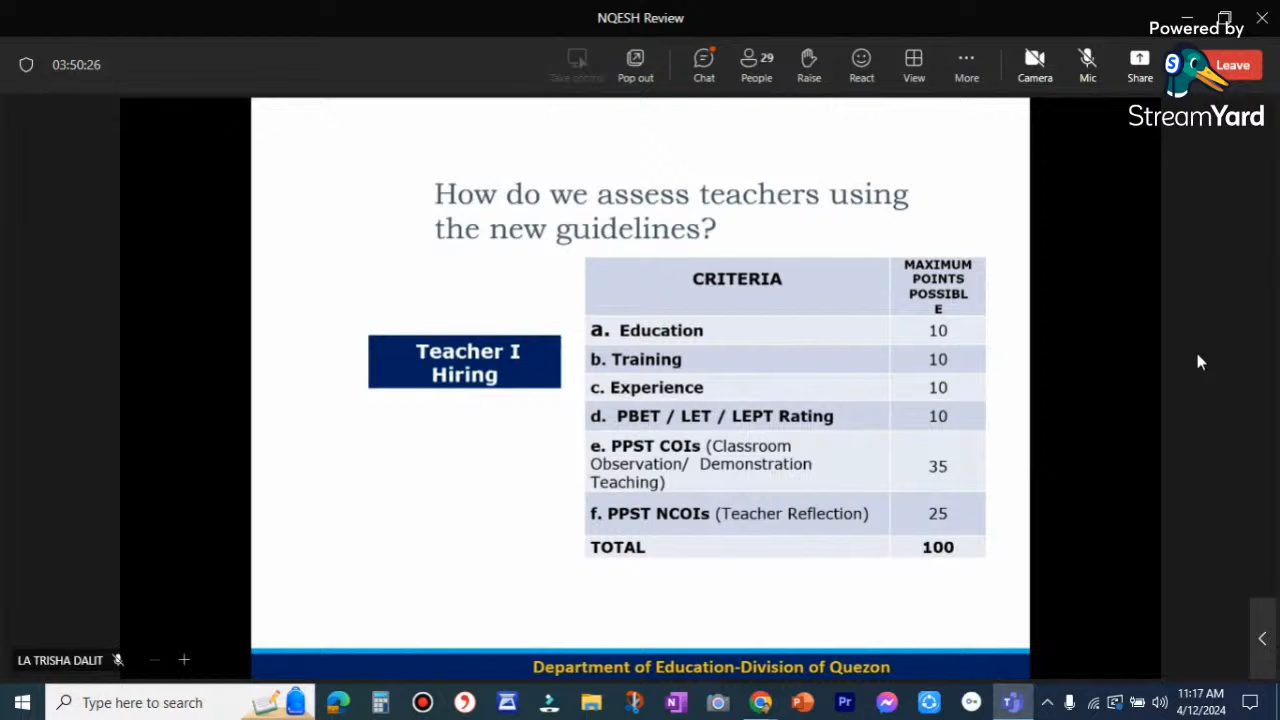 NQESH Review
Powered by
StreamYard
03:50:26
Take control
Pop out
Chat
29
People
Raise
React
View
More
Camera
Mic
Share
Leave
How do we assess teachers using
the new guidelines?
Teacher I
Hiring
CRITERIA
MAXIMUM
POINTS
POSSIBL
E
a. Education
10
b. Training
10
c. Experience
10
d. PBET / LET / LEPT Rating
10
e. PPST COIs (Classroom
Observation/ Demonstration
Teaching)
35
f. PPST NCOIs (Teacher Reflection)
25
TOTAL
100
Department of Education-Division of Quezon
LA TRISHA DALIT
Type here to search
11:17 AM
4/12/2024